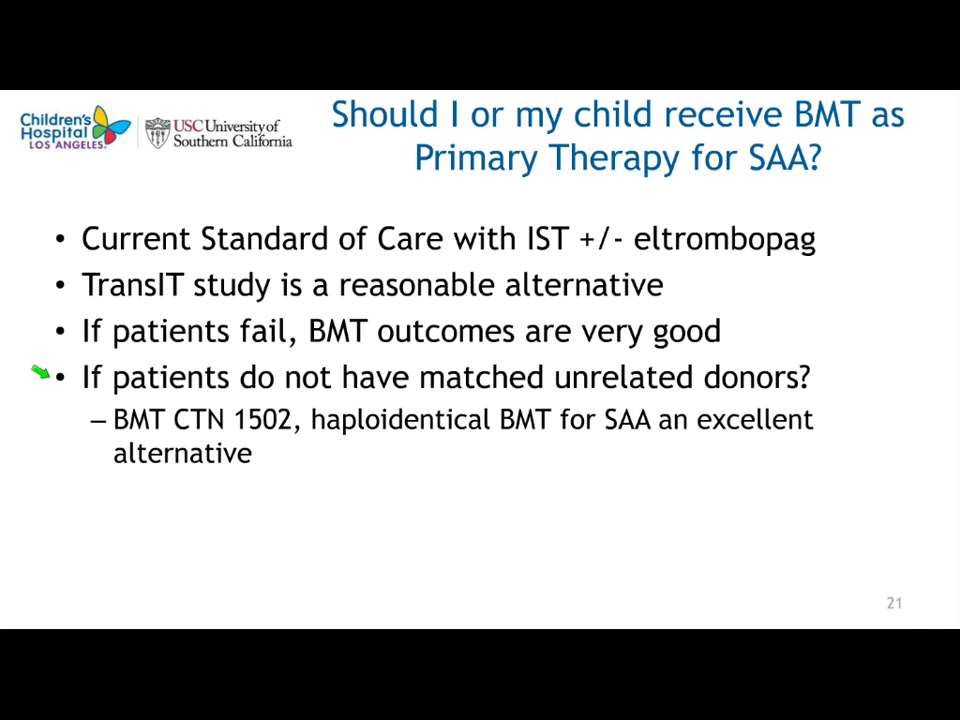 Children's
Hospital
LOS ANGELES
USC University of
Southern California
Should I or my child receive BMT as
Primary Therapy for SAA?
• Current Standard of Care with IST +/- eltrombopag
• TransIT study is a reasonable alternative
• If patients fail, BMT outcomes are very good
• If patients do not have matched unrelated donors?
– BMT CTN 1502, haploidentical BMT for SAA an excellent
alternative
21